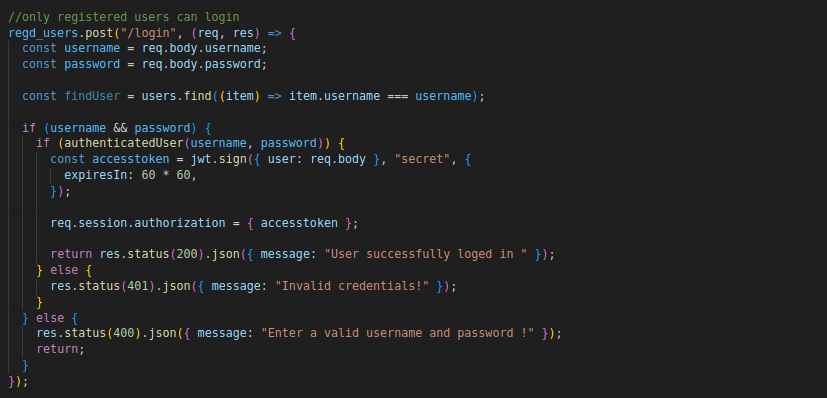 //only registered users can login
regd_users.post("/login", (req, res) => {
  const username = req.body.username;
  const password = req.body.password;

  const findUser = users.find((item) => item.username === username);

  if (username && password) {
    if (authenticatedUser(username, password)) {
      const accesstoken = jwt.sign({ user: req.body }, "secret", {
        expiresIn: 60 * 60,
      });

      req.session.authorization = { accesstoken };

      return res.status(200).json({ message: "User successfully loged in " });
    } else {
      res.status(401).json({ message: "Invalid credentials!" });
    }
  } else {
    res.status(400).json({ message: "Enter a valid username and password !" });
    return;
  }
});